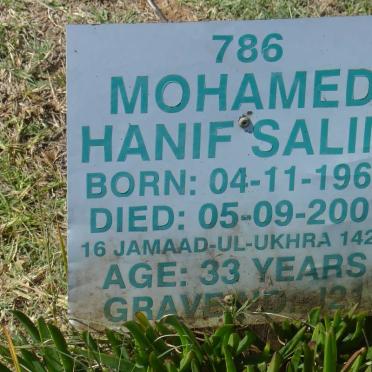 786
MOHAMED
HANIF SALIM
BORN: 04-11-196
DIED: 05-09-200
16 JAMAAD-UL-UKHRA 142
AGE: 33 YEARS
GRAVE